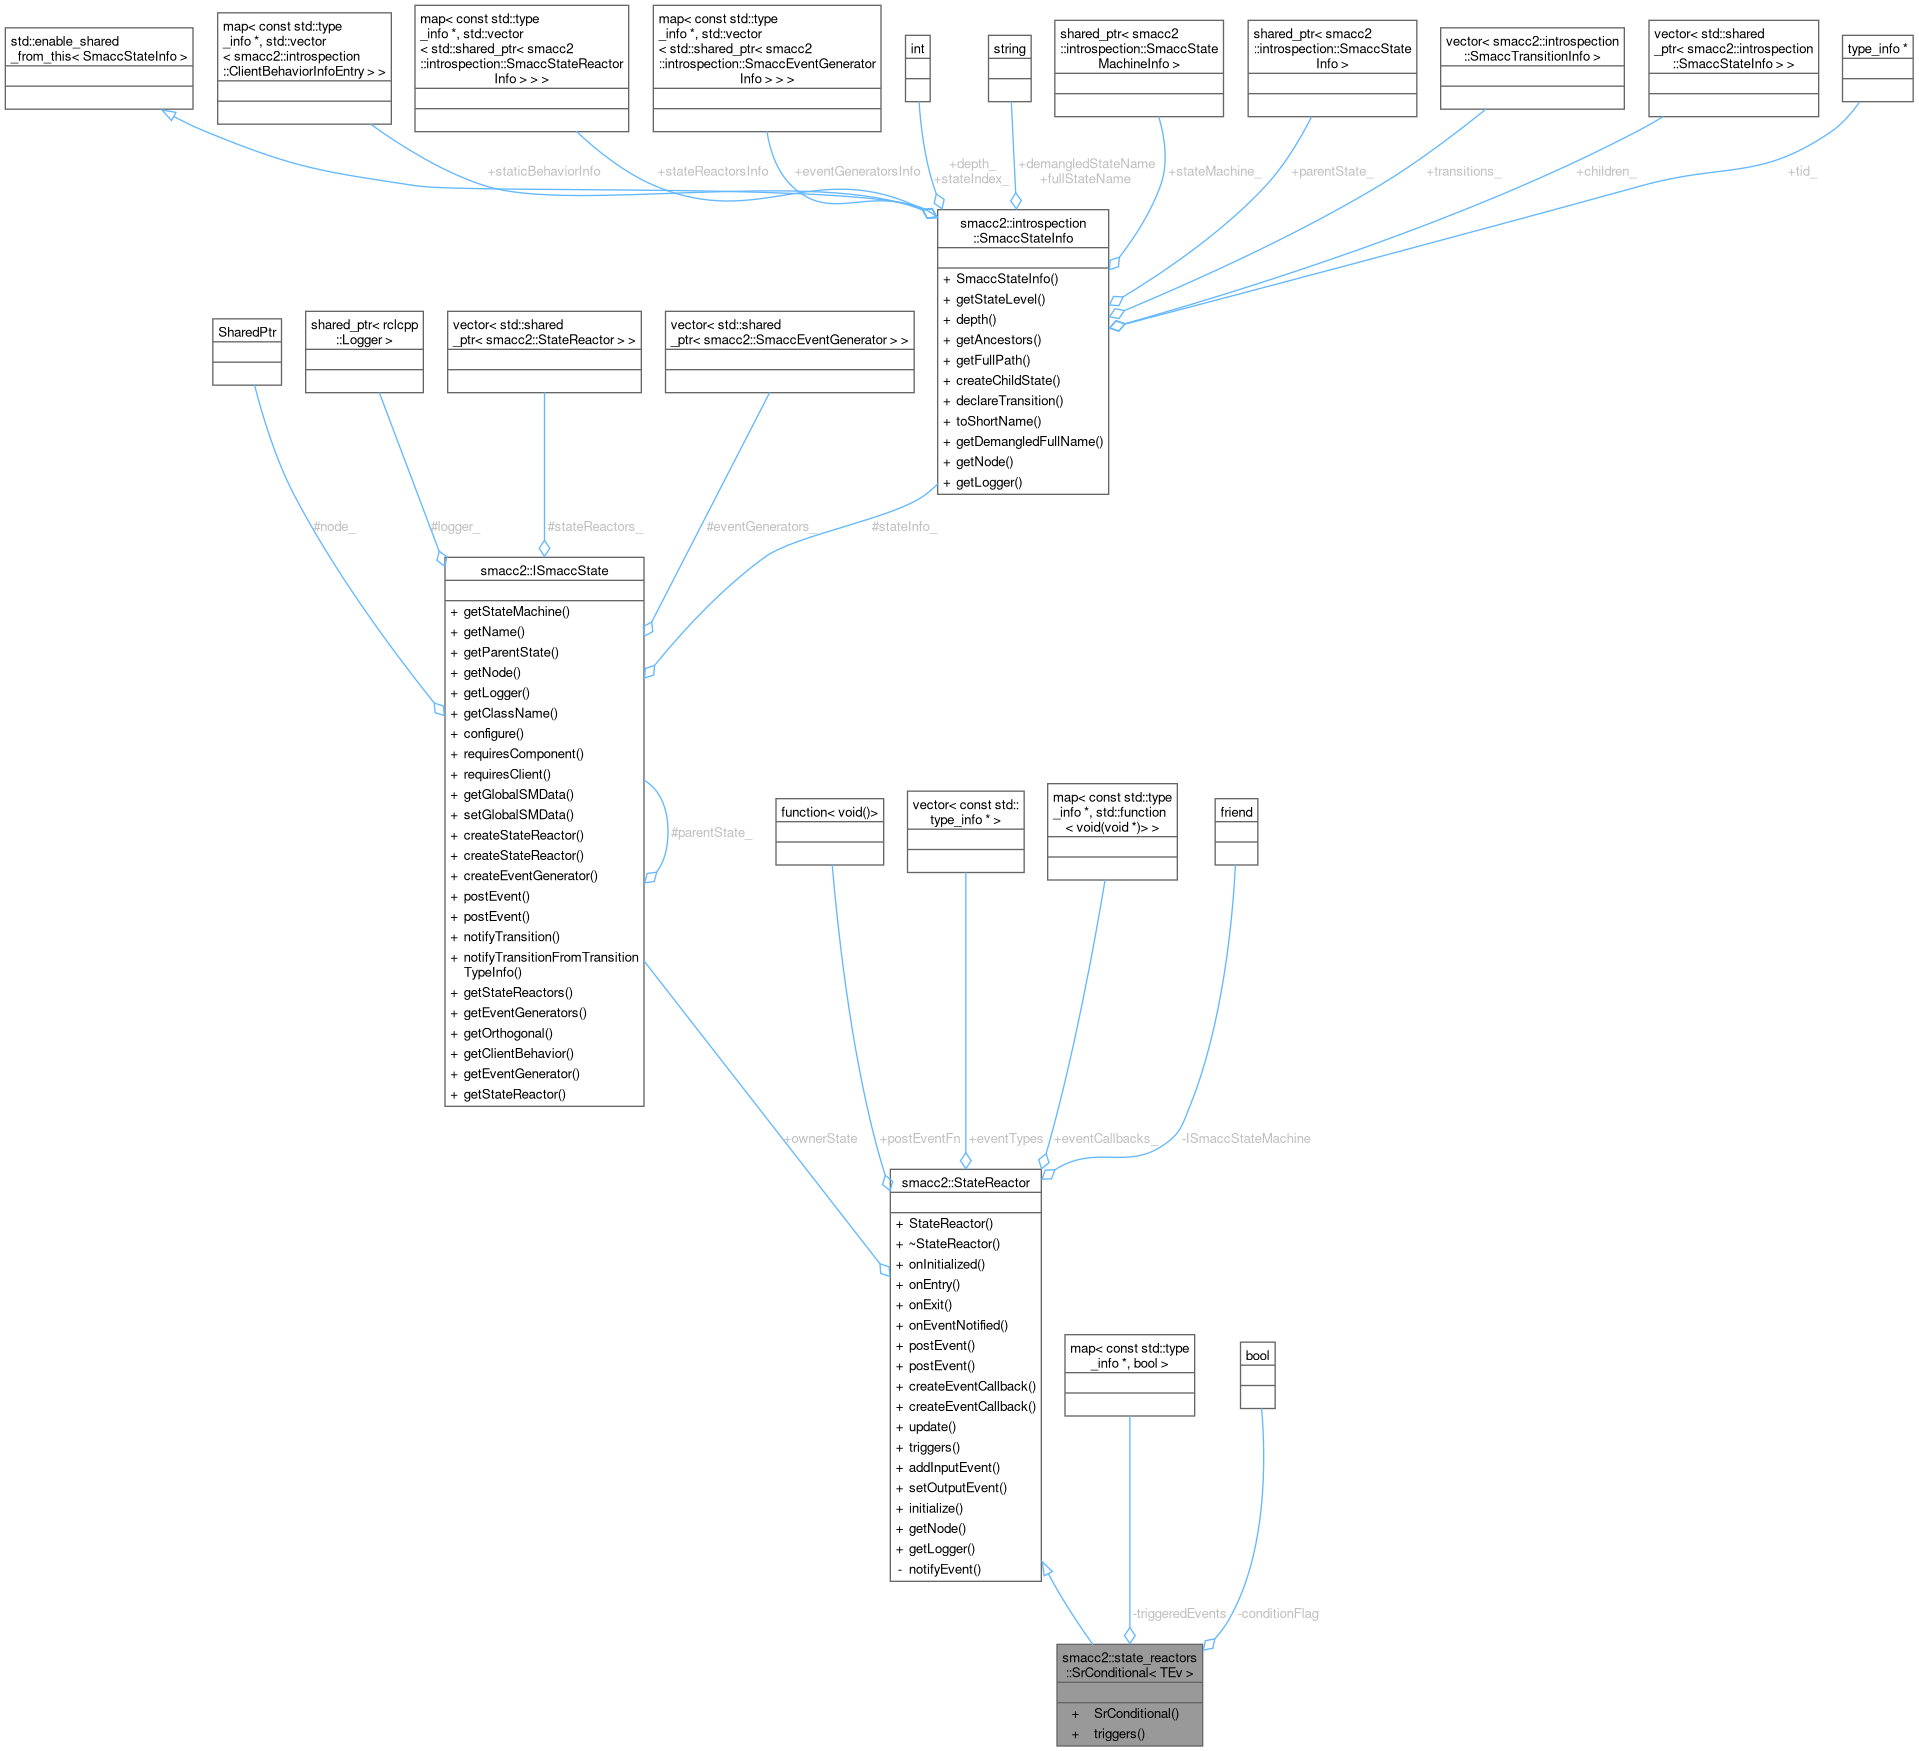 std::enable_shared
_from_this< SmaccStateInfo >
map< const std::type
_info *, std::vector
< smacc2::introspection
::ClientBehaviorInfoEntry > >
map< const std::type
_info *, std::vector
< std::shared_ptr< smacc2
::introspection::SmaccStateReactor
Info > > >
map< const std::type
_info *, std::vector
< std::shared_ptr< smacc2
::introspection::SmaccEventGenerator
Info > > >
int
string
shared_ptr< smacc2
::introspection::SmaccState
MachineInfo >
shared_ptr< smacc2
::introspection::SmaccState
Info >
vector< smacc2::introspection
::SmaccTransitionInfo >
vector< std::shared
_ptr< smacc2::introspection
::SmaccStateInfo > >
type_info *
+staticBehaviorInfo
+stateReactorsInfo
+eventGeneratorsInfo
+depth_
+stateIndex_
+demangledStateName
+fullStateName
+stateMachine_
+parentState_
+transitions_
+children_
+tid_
smacc2::introspection
::SmaccStateInfo
+ SmaccStateInfo()
+ getStateLevel()
+ depth()
+ getAncestors()
+ getFullPath()
+ createChildState()
+ declareTransition()
+ toShortName()
+ getDemangledFullName()
+ getNode()
+ getLogger()
SharedPtr
shared_ptr< rclcpp
::Logger >
vector< std::shared
_ptr< smacc2::StateReactor > >
vector< std::shared
_ptr< smacc2::SmaccEventGenerator > >
#node_
#logger_
#stateReactors_
#eventGenerators_
#stateInfo_
smacc2::ISmaccState
+ getStateMachine()
+ getName()
+ getParentState()
+ getNode()
+ getLogger()
+ getClassName()
+ configure()
+ requiresComponent()
+ requiresClient()
+ getGlobalSMData()
+ setGlobalSMData()
+ createStateReactor()
+ createStateReactor()
+ createEventGenerator()
+ postEvent()
+ postEvent()
+ notifyTransition()
+ notifyTransitionFromTransition
TypeInfo()
+ getStateReactors()
+ getEventGenerators()
+ getOrthogonal()
+ getClientBehavior()
+ getEventGenerator()
+ getStateReactor()
#parentState_
function< void()>
vector< const std::
type_info * >
map< const std::type
_info *, std::function
< void(void *)> >
friend
+ownerState
+postEventFn
+eventTypes
+eventCallbacks_
-ISmaccStateMachine
smacc2::StateReactor
+ StateReactor()
+ ~StateReactor()
+ onInitialized()
+ onEntry()
+ onExit()
+ onEventNotified()
+ postEvent()
+ postEvent()
+ createEventCallback()
+ createEventCallback()
+ update()
+ triggers()
+ addInputEvent()
+ setOutputEvent()
+ initialize()
+ getNode()
+ getLogger()
- notifyEvent()
map< const std::type
_info *, bool >
bool
-triggeredEvents
-conditionFlag
smacc2::state_reactors
::SrConditional< TEv >
+ SrConditional()
+ triggers()